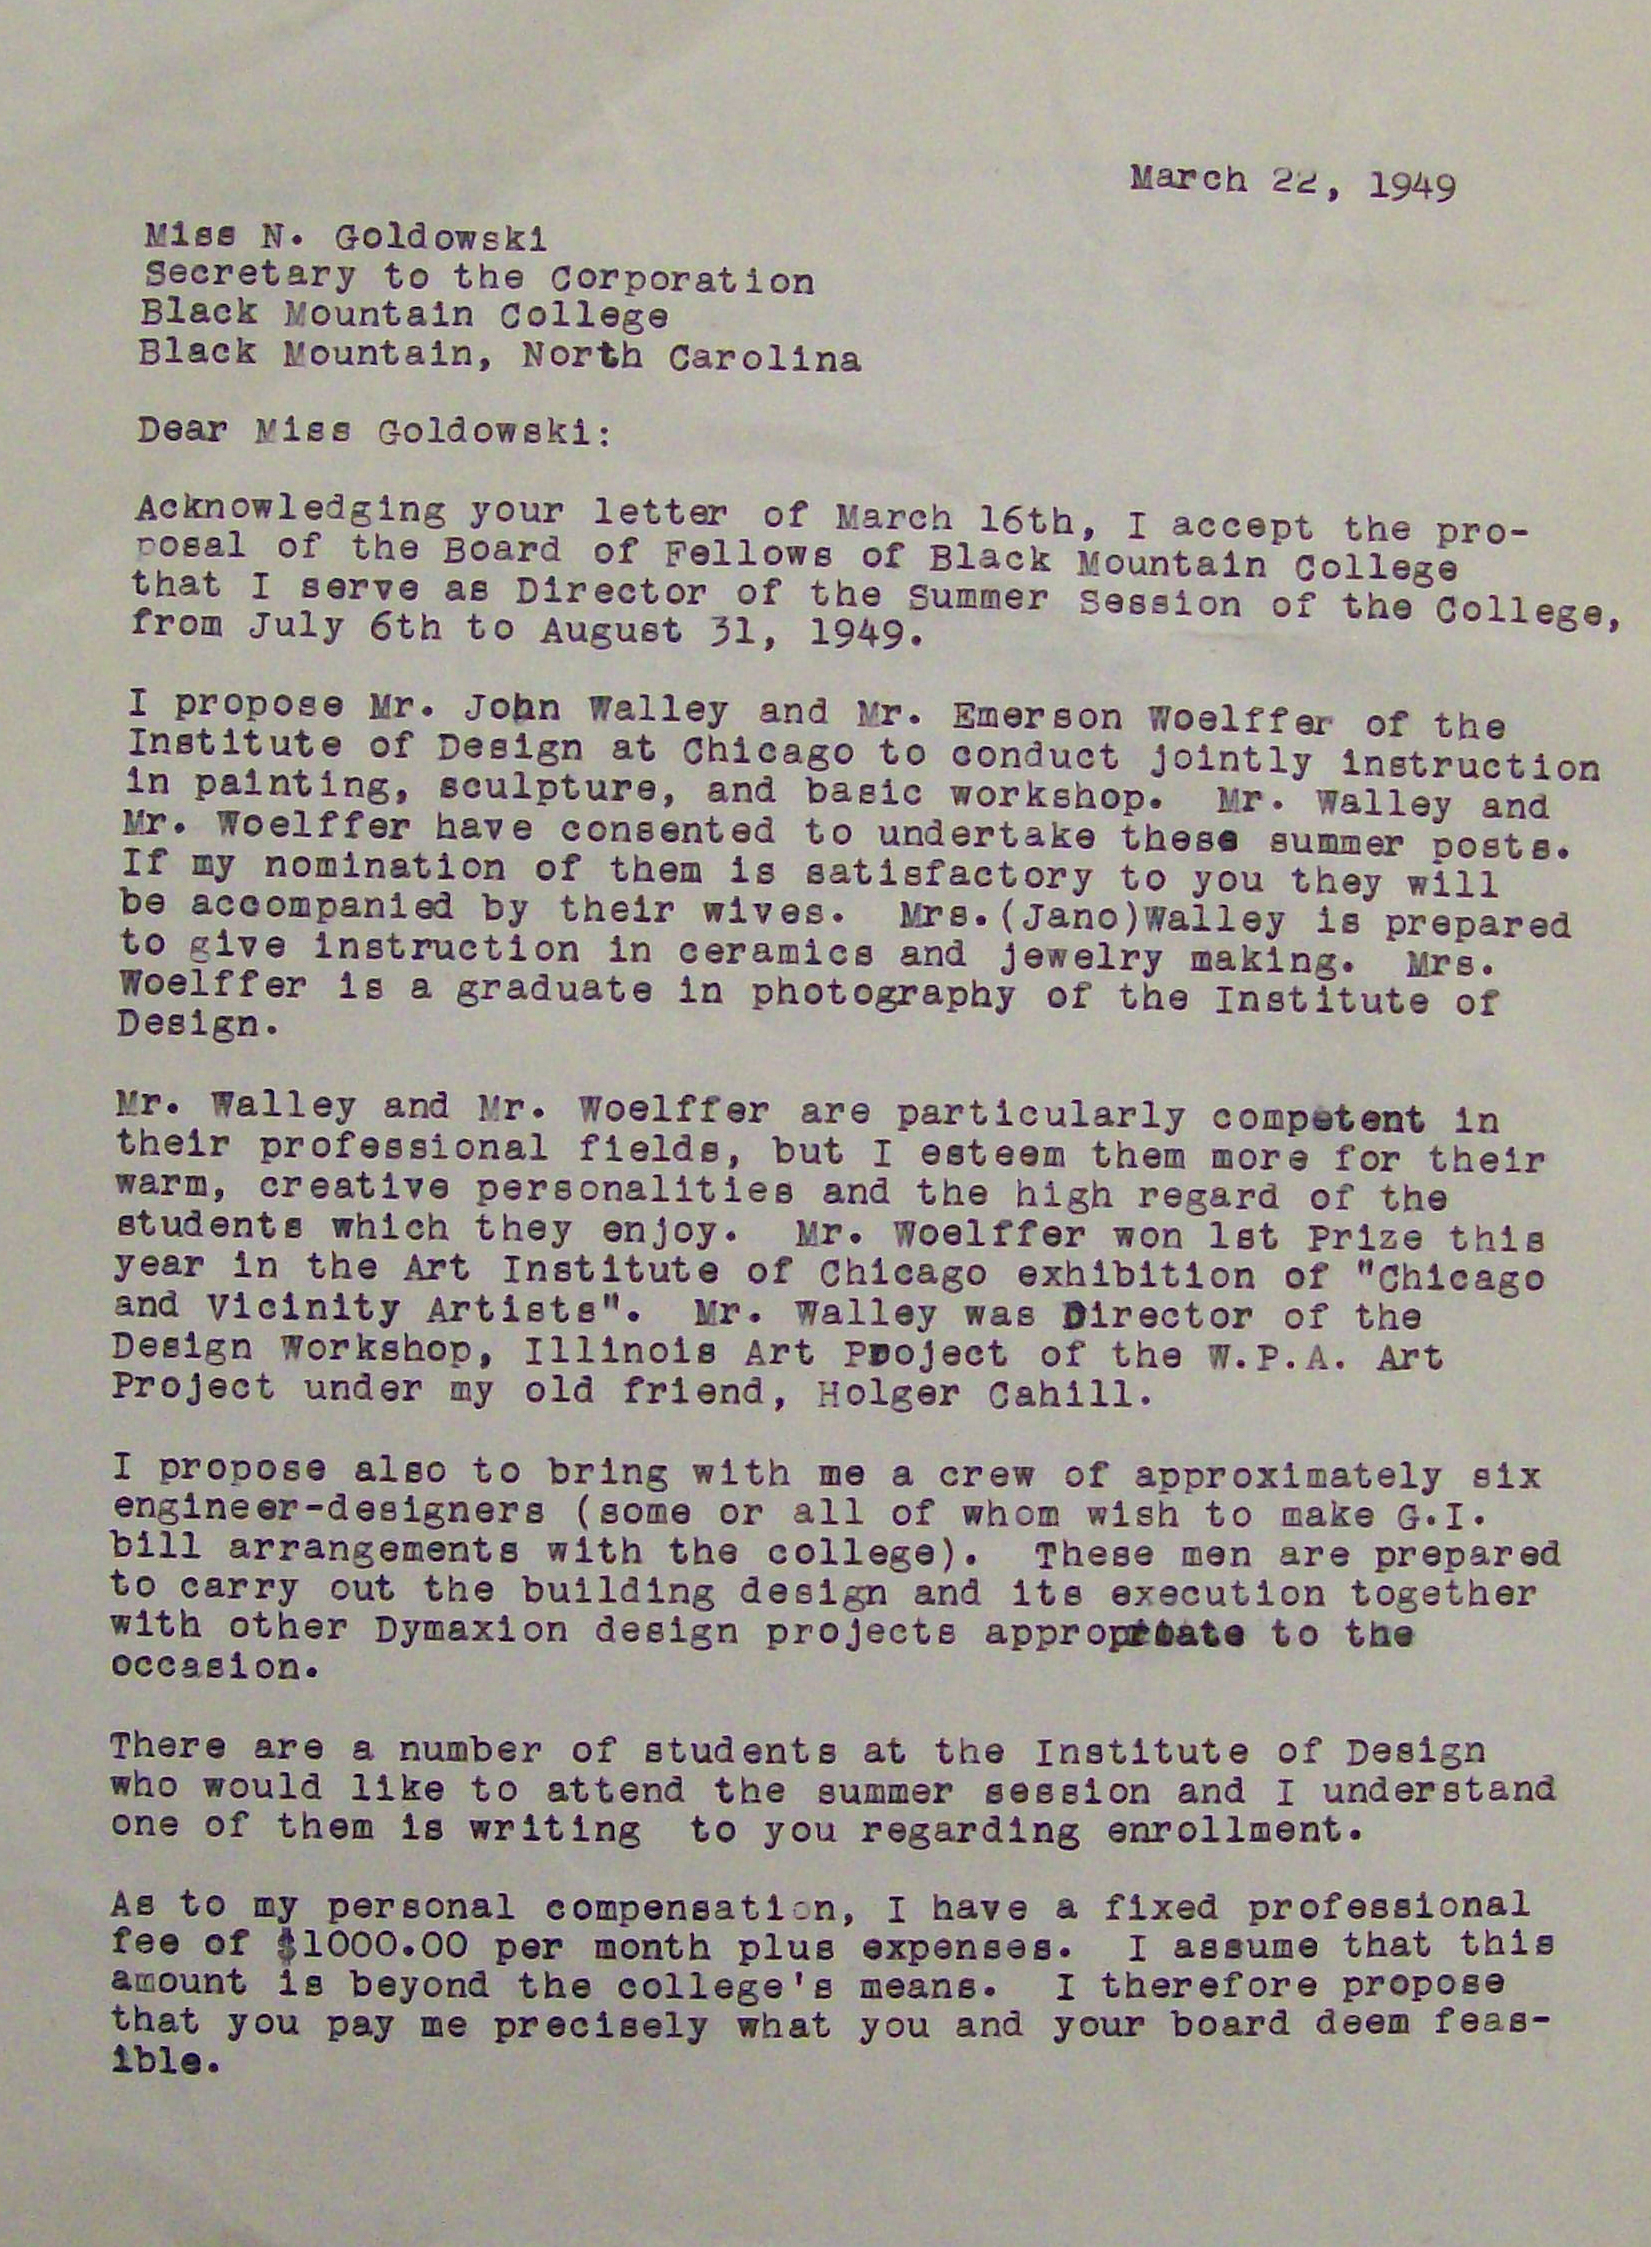 March 22, 1949
Miss N. Goldowski
Secretary to the Corporation
Black Mountain College
Black Mountain, North Carolina
Dear Miss Goldowski:
Acknowledging your letter of March 16th, I accept the pro-
posal of the Board of Fellows of Black Mountain College
that I serve as Director of the Summer Session of the College,
from July 6th to August 31, 1949.
I propose Mr. John Walley and Mr. Emerson Woelffer of the
Institute of Design at Chicago to conduct jointly instruction
in painting, sculpture, and basic workshop. Mr. Walley and
Mr. Woelffer have consented to undertake these summer posts.
If my nomination of them is satisfactory to you they will
be accompanied by their wives. Mrs.(Jano)Walley is prepared
to give instruction in ceramics and jewelry making. Mrs.
Woelffer is a graduate in photography of the Institute of
Design.
Mr. Walley and Mr. Woelffer are particularly competent in
their professional fields, but I esteem them more for their
warm, creative personalities and the high regard of the
students which they enjoy. Mr. Woelffer won 1st Prize this
year in the Art Institute of Chicago exhibition of "Chicago
and Vicinity Artists". Mr. Walley was Director of the
Design Workshop, Illinois Art Project of the W.P.A. Art
Project under my old friend, Holger Cahill.
I propose also to bring with me a crew of approximately six
engineer-designers (some or all of whom wish to make G.I.
bill arrangements with the college). These men are prepared
to carry out the building design and its execution together
with other Dymaxion design projects appropriate to the
occasion.
There are a number of students at the Institute of Design
who would like to attend the summer session and I understand
one of them is writing to you regarding enrollment.
As to my personal compensation, I have a fixed professional
fee of $1000.00 per month plus expenses. I assume that this
amount is beyond the college's means. I therefore propose
that you pay me precisely what you and your board deem feas-
ible.